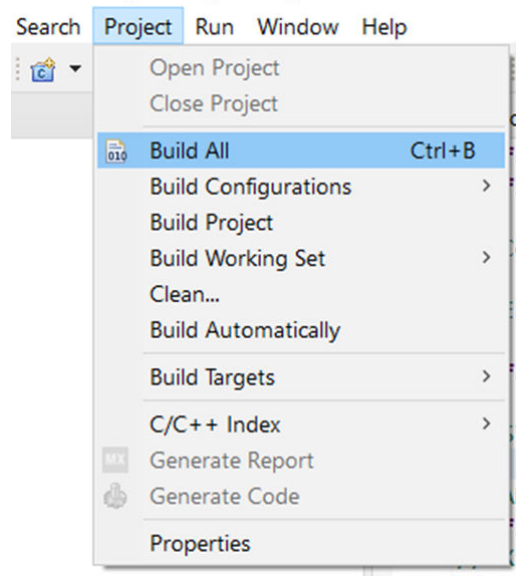 Search Project Run Window Help
Open Project
Close Project
Build All Ctrl+B
Build Configurations
Build Project
Build Working Set
Clean...
Build Automatically
Build Targets
C/C++ Index
MX Generate Report
Generate Code
Properties